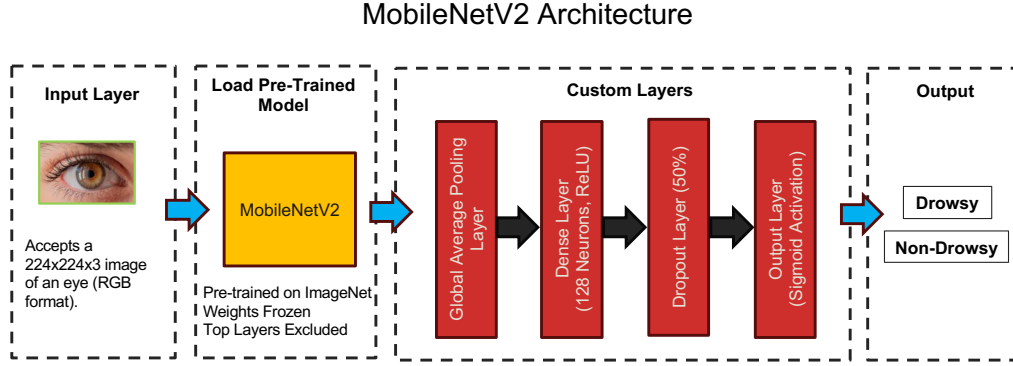 MobileNetV2 Architecture
Input Layer
Accepts a
224x224x3 image
of an eye (RGB
format).
Load Pre-Trained
Model
MobileNetV2
Pre-trained on ImageNet
Weights Frozen
Top Layers Excluded
Custom Layers
Global Average Pooling
Layer
Dense Layer
(128 Neurons, ReLU)
Dropout Layer (50%)
Output Layer
(Sigmoid Activation)
Output
Drowsy
Non-Drowsy